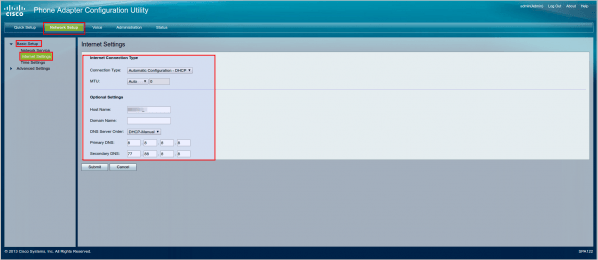 cisco Phone Adapter Configuration Utility
admin(Admin) Log Out About Help
Quick Setup Network Setup Voice Administration Status
Basic Setup
Network Service
Internet Settings
Time Settings
Advanced Settings
Internet Settings
Internet Connection Type
Connection Type: Automatic Configuration - DHCP
MTU: Auto 0
Optional Settings
Host Name:
Domain Name:
DNS Server Order: DHCP-Manual
Primary DNS: 8 . 8 . 8 . 8
Secondary DNS: 77 . 88 . 8 . 8
Submit Cancel
© 2013 Cisco Systems, Inc. All Rights Reserved.
SPA122